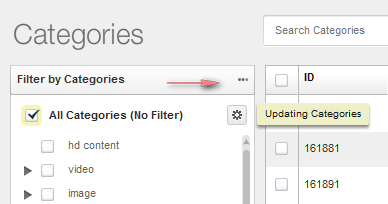 Categories
Search Categories
Filter by Categories
ID
All Categories (No Filter)
Updating Categories
hd content
161881
video
image
161891